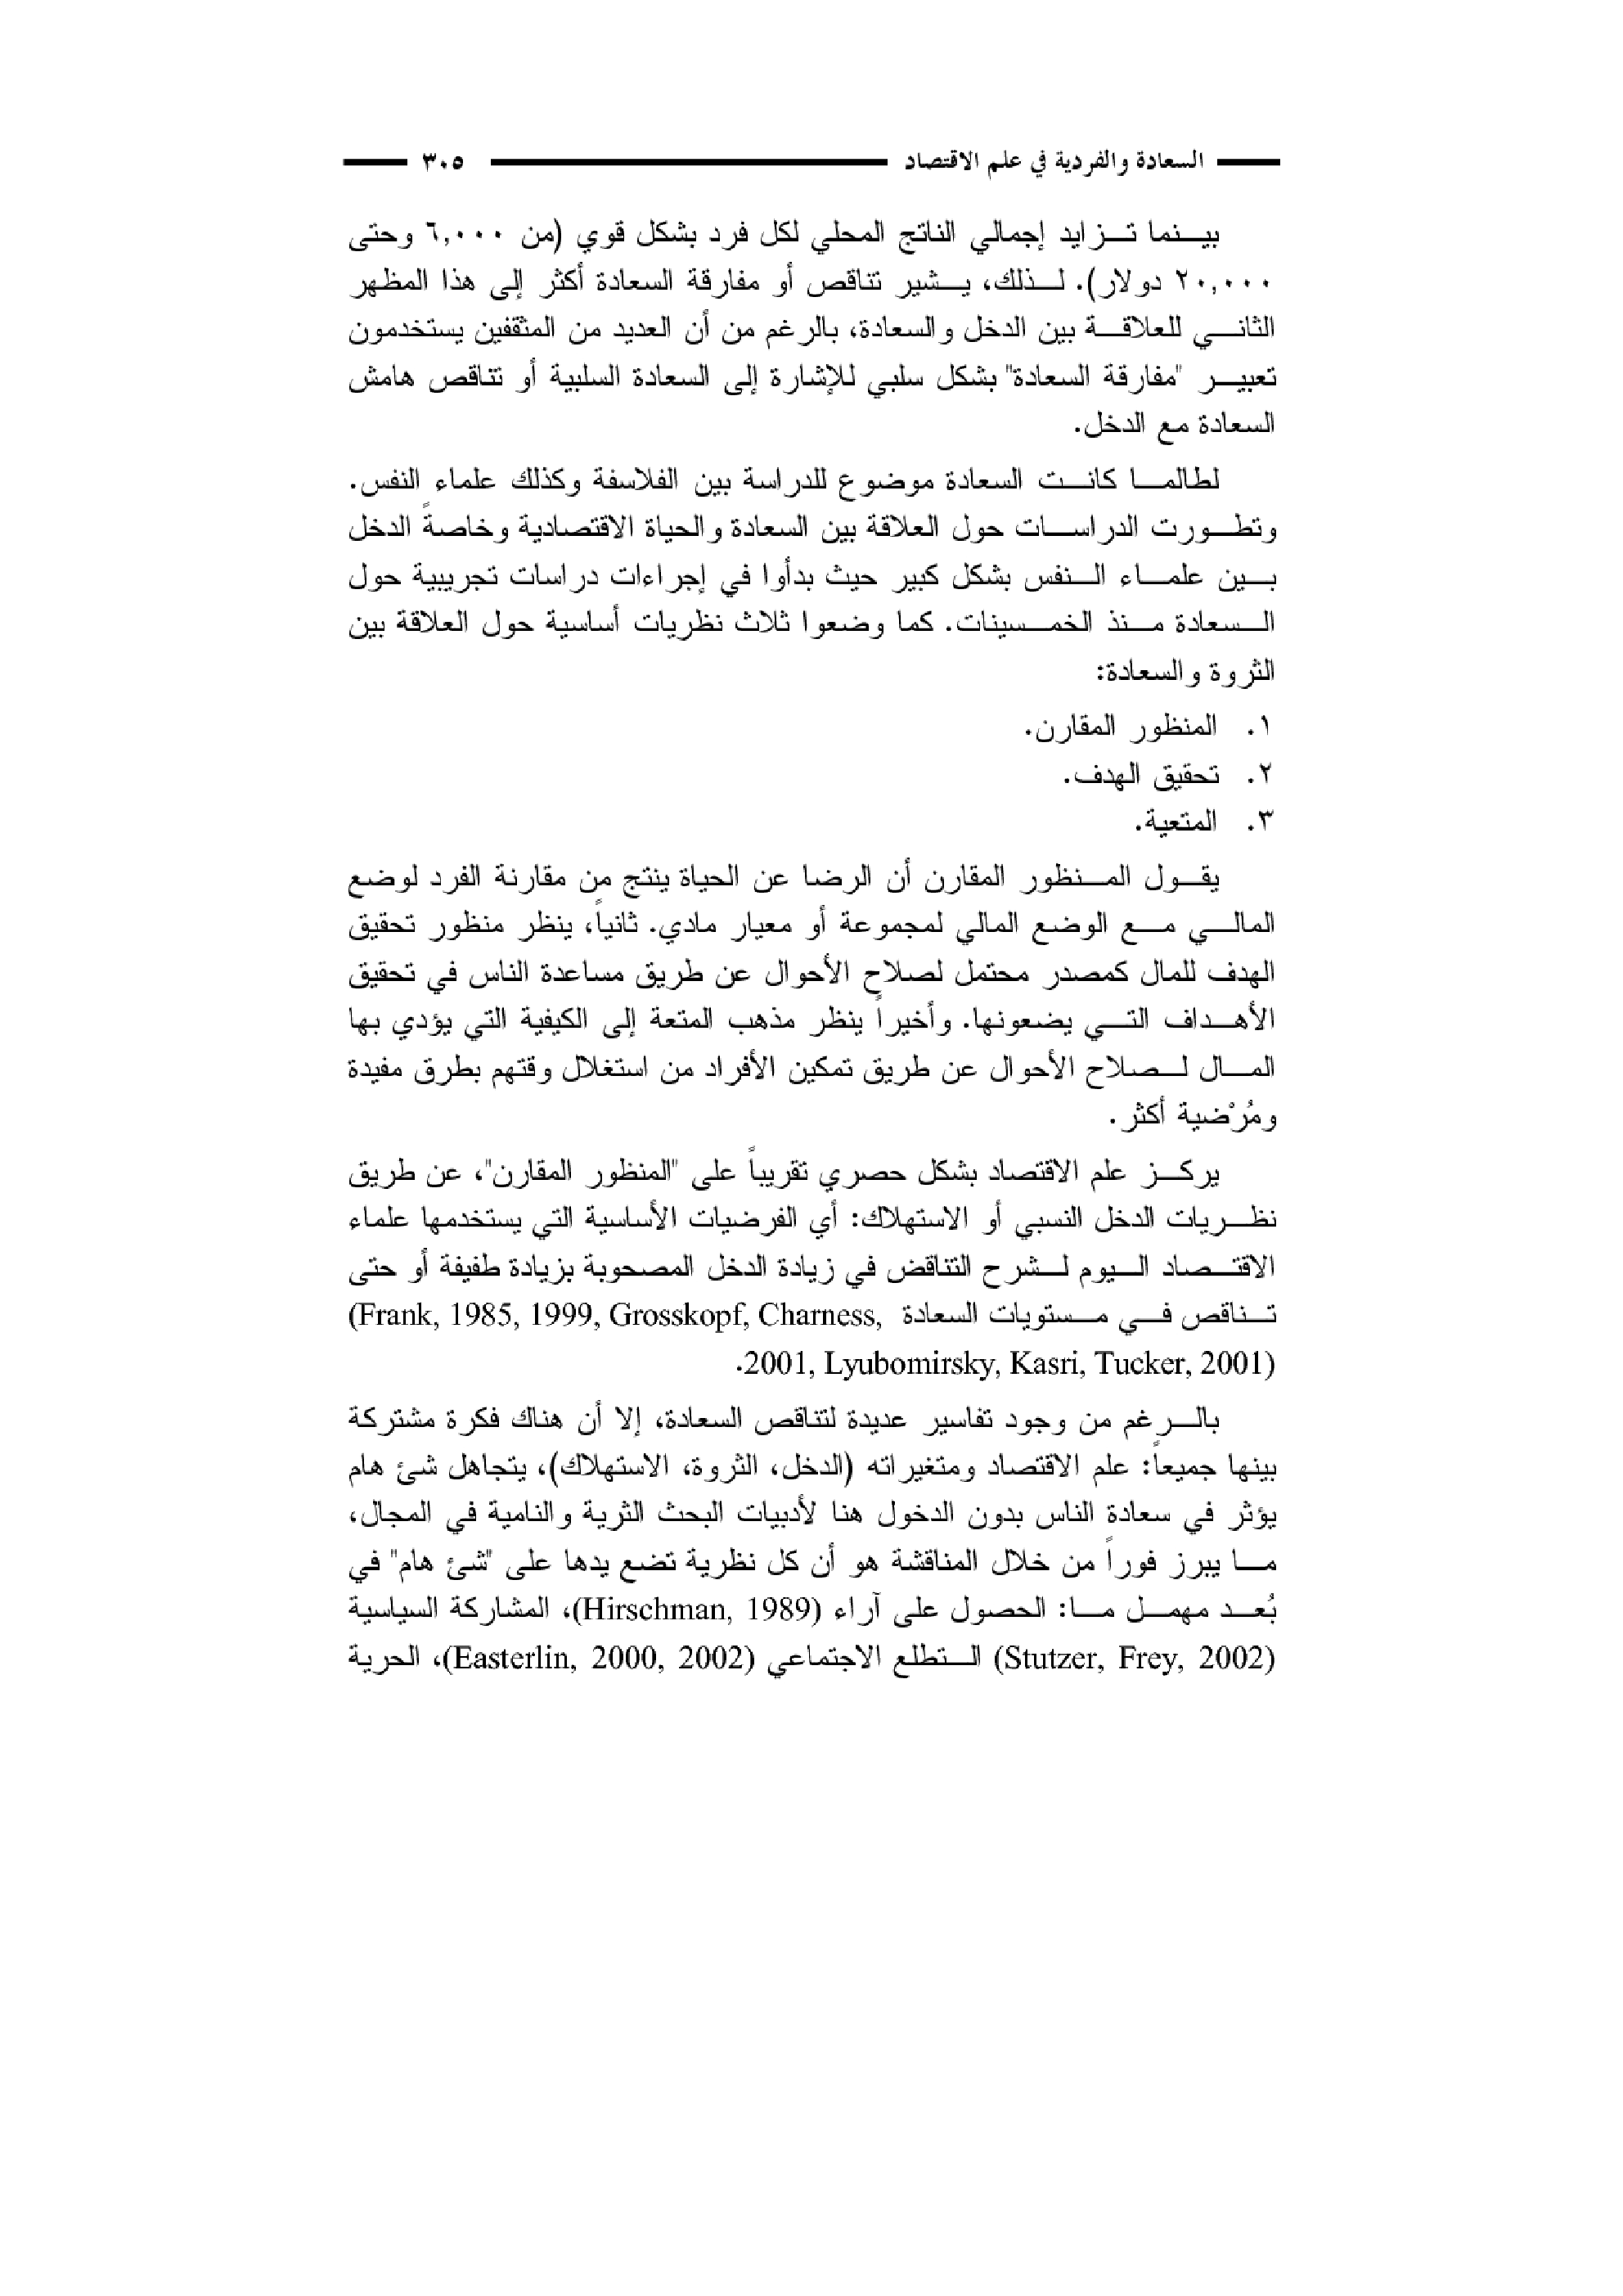 السعادة والفردية في علم الاقتصاد ٣٠٥
بينما تزايد إجمالي الناتج المحلي لكل فرد بشكل قوي (من ٦,٠٠٠ وحتى
٢٠,٠٠٠ دولار). لذلك، يشير تناقص أو مفارقة السعادة أكثر إلى هذا المظهر
الثاني للعلاقة بين الدخل والسعادة، بالرغم من أن العديد من المثقفين يستخدمون
تعبير "مفارقة السعادة" بشكل سلبي للإشارة إلى السعادة السلبية أو تناقص هامش
السعادة مع الدخل.
لطالما كانت السعادة موضوع للدراسة بين الفلاسفة وكذلك علماء النفس.
وتطورت الدراسات حول العلاقة بين السعادة والحياة الاقتصادية وخاصةً الدخل
بين علماء النفس بشكل كبير حيث بدأوا في إجراءات دراسات تجريبية حول
السعادة منذ الخمسينات. كما وضعوا ثلاث نظريات أساسية حول العلاقة بين
الثروة والسعادة:
١. المنظور المقارن.
٢. تحقيق الهدف.
٣. المتعية.
يقول المنظور المقارن أن الرضا عن الحياة ينتج من مقارنة الفرد لوضع
المالي مع الوضع المالي لمجموعة أو معيار مادي. ثانياً، ينظر منظور تحقيق
الهدف للمال كمصدر محتمل لصلاح الأحوال عن طريق مساعدة الناس في تحقيق
الأهداف التي يضعونها. وأخيراً ينظر مذهب المتعة إلى الكيفية التي يؤدي بها
المال لصلاح الأحوال عن طريق تمكين الأفراد من استغلال وقتهم بطرق مفيدة
ومُرْضية أكثر.
يركز علم الاقتصاد بشكل حصري تقريباً على "المنظور المقارن"، عن طريق
نظريات الدخل النسبي أو الاستهلاك: أي الفرضيات الأساسية التي يستخدمها علماء
الاقتصاد اليوم لشرح التناقض في زيادة الدخل المصحوبة بزيادة طفيفة أو حتى
تناقص في مستويات السعادة (Frank, 1985, 1999, Grosskopf, Charness,
2001, Lyubomirsky, Kasri, Tucker, 2001).
بالرغم من وجود تفاسير عديدة لتناقص السعادة، إلا أن هناك فكرة مشتركة
بينها جميعاً: علم الاقتصاد ومتغيراته (الدخل، الثروة، الاستهلاك)، يتجاهل شئ هام
يؤثر في سعادة الناس بدون الدخول هنا لأدبيات البحث الثرية والنامية في المجال،
ما يبرز فوراً من خلال المناقشة هو أن كل نظرية تضع يدها على "شئ هام" في
بُعد مهمل ما: الحصول على آراء (Hirschman, 1989)، المشاركة السياسية
(Stutzer, Frey, 2002) التطلع الاجتماعي (Easterlin, 2000, 2002)، الحرية